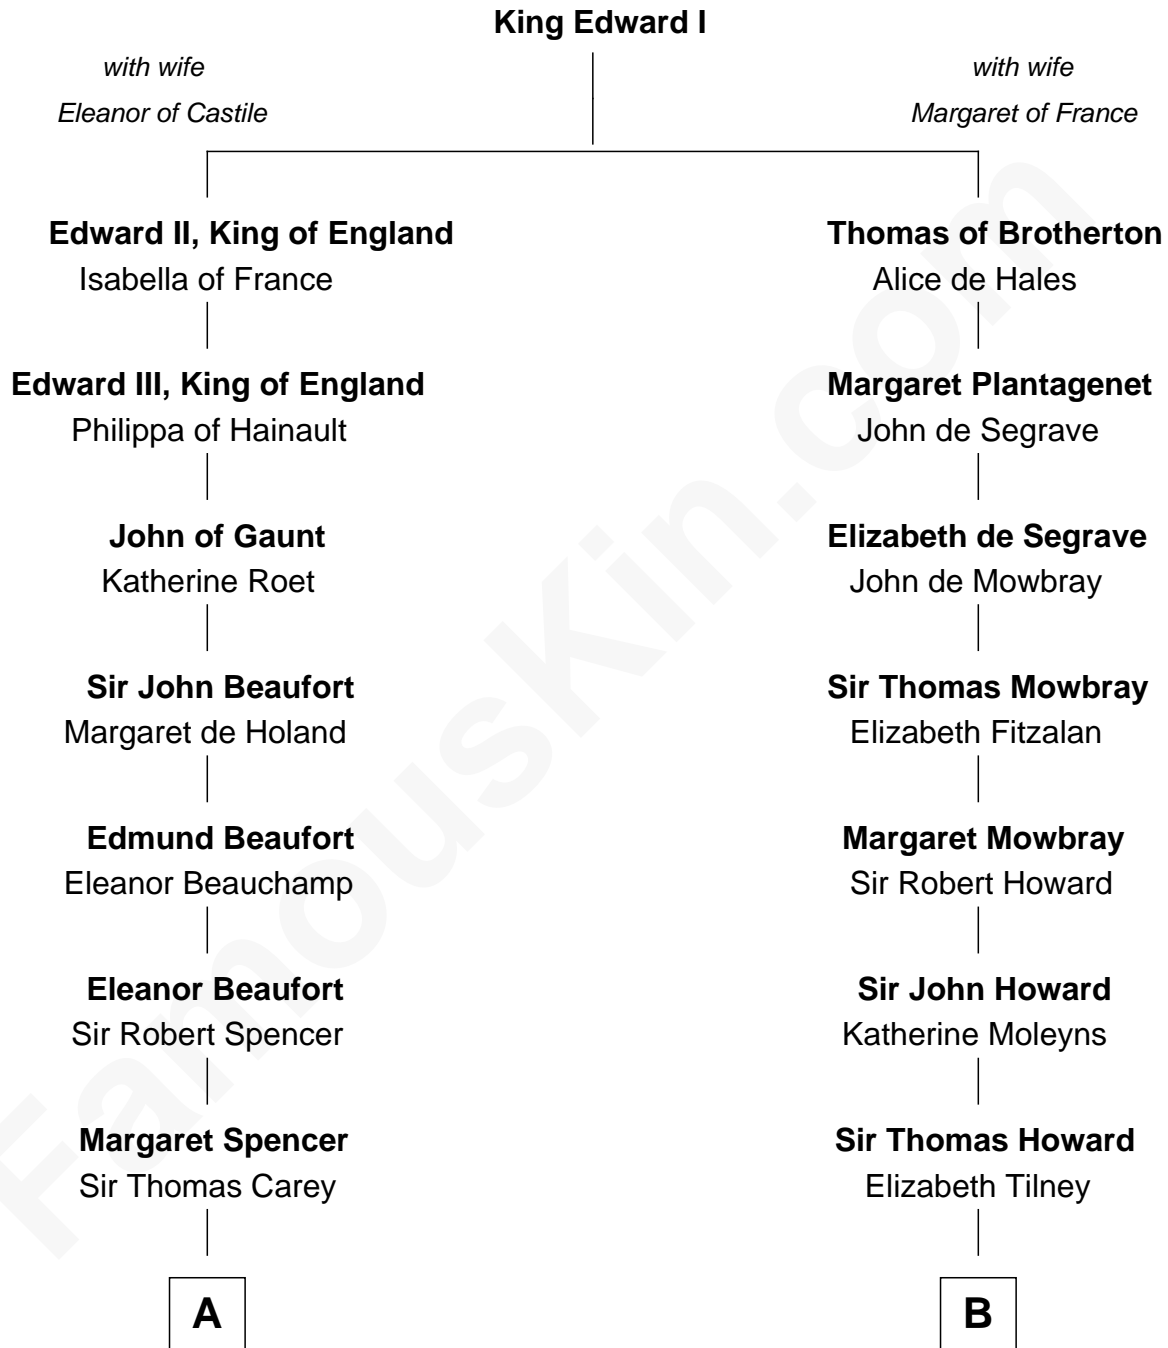 King Edward I
with wife
Eleanor of Castile
with wife
Margaret of France
Edward II, King of England
Isabella of France
Thomas of Brotherton
Alice de Hales
Edward III, King of England
Philippa of Hainault
Margaret Plantagenet
John de Segrave
John of Gaunt
Katherine Roet
Elizabeth de Segrave
John de Mowbray
Sir John Beaufort
Margaret de Holand
Sir Thomas Mowbray
Elizabeth Fitzalan
Edmund Beaufort
Eleanor Beauchamp
Margaret Mowbray
Sir Robert Howard
Eleanor Beaufort
Sir Robert Spencer
Sir John Howard
Katherine Moleyns
Margaret Spencer
Sir Thomas Carey
Sir Thomas Howard
Elizabeth Tilney
A
B
FamousKin.com